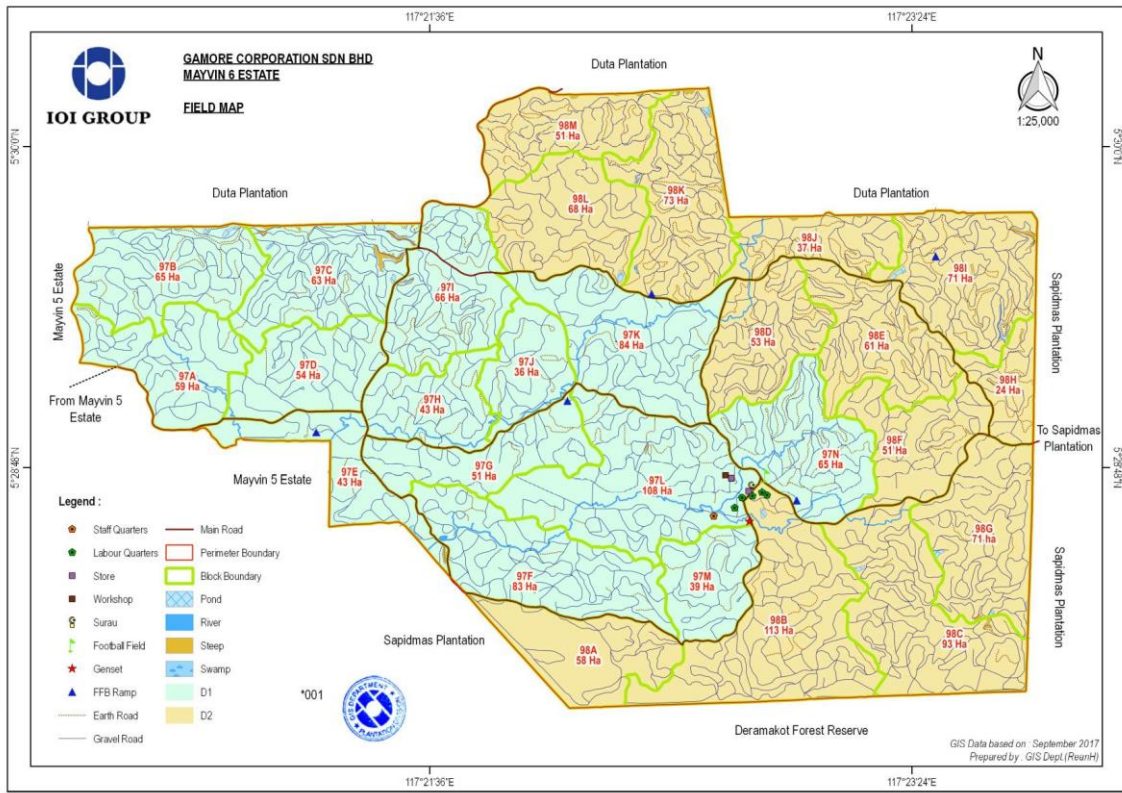 117°21'36"E
117°23'24"E
GAMORE CORPORATION SDN BHD
MAYVIN 6 ESTATE
FIELD MAP
IOI GROUP
N
1:25,000
5°30'0"N
5°30'0"N
Duta Plantation
Duta Plantation
Duta Plantation
98M
51 Ha
98K
73 Ha
98L
68 Ha
98J
37 Ha
98I
71 Ha
97B
65 Ha
97C
63 Ha
97I
66 Ha
97K
84 Ha
98D
53 Ha
98E
61 Ha
98H
24 Ha
97J
36 Ha
97D
54 Ha
97A
59 Ha
97H
43 Ha
98F
51 Ha
97N
65 Ha
97G
51 Ha
97L
108 Ha
97E
43 Ha
98G
71 ha
97F
83 Ha
97M
39 Ha
98B
113 Ha
98C
93 Ha
98A
58 Ha
Mayvin 5 Estate
From Mayvin 5
Estate
Mayvin 5 Estate
Sapidmas Plantation
To Sapidmas
Plantation
Sapidmas Plantation
Sapidmas Plantation
Deramakot Forest Reserve
5°28'48"N
5°28'48"N
Legend :
Staff Quarters
Main Road
Labour Quarters
Perimeter Boundary
Store
Block Boundary
Workshop
Pond
Surau
River
Football Field
Steep
Genset
Swamp
FFB Ramp
D1
Earth Road
D2
Gravel Road
*001
GIS DEPARTMENT
GIS Data based on : September 2017
Prepared by : GIS Dept.(ReanH)
117°21'36"E
117°23'24"E